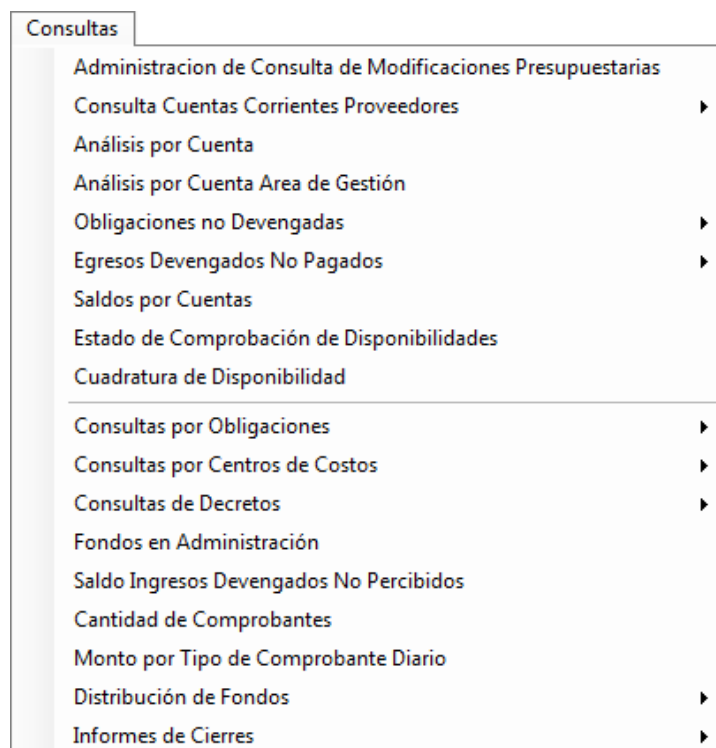 Consultas
Administracion de Consulta de Modificaciones Presupuestarias
Consulta Cuentas Corrientes Proveedores
Análisis por Cuenta
Análisis por Cuenta Area de Gestión
Obligaciones no Devengadas
Egresos Devengados No Pagados
Saldos por Cuentas
Estado de Comprobación de Disponibilidades
Cuadratura de Disponibilidad
Consultas por Obligaciones
Consultas por Centros de Costos
Consultas de Decretos
Fondos en Administración
Saldo Ingresos Devengados No Percibidos
Cantidad de Comprobantes
Monto por Tipo de Comprobante Diario
Distribución de Fondos
Informes de Cierres